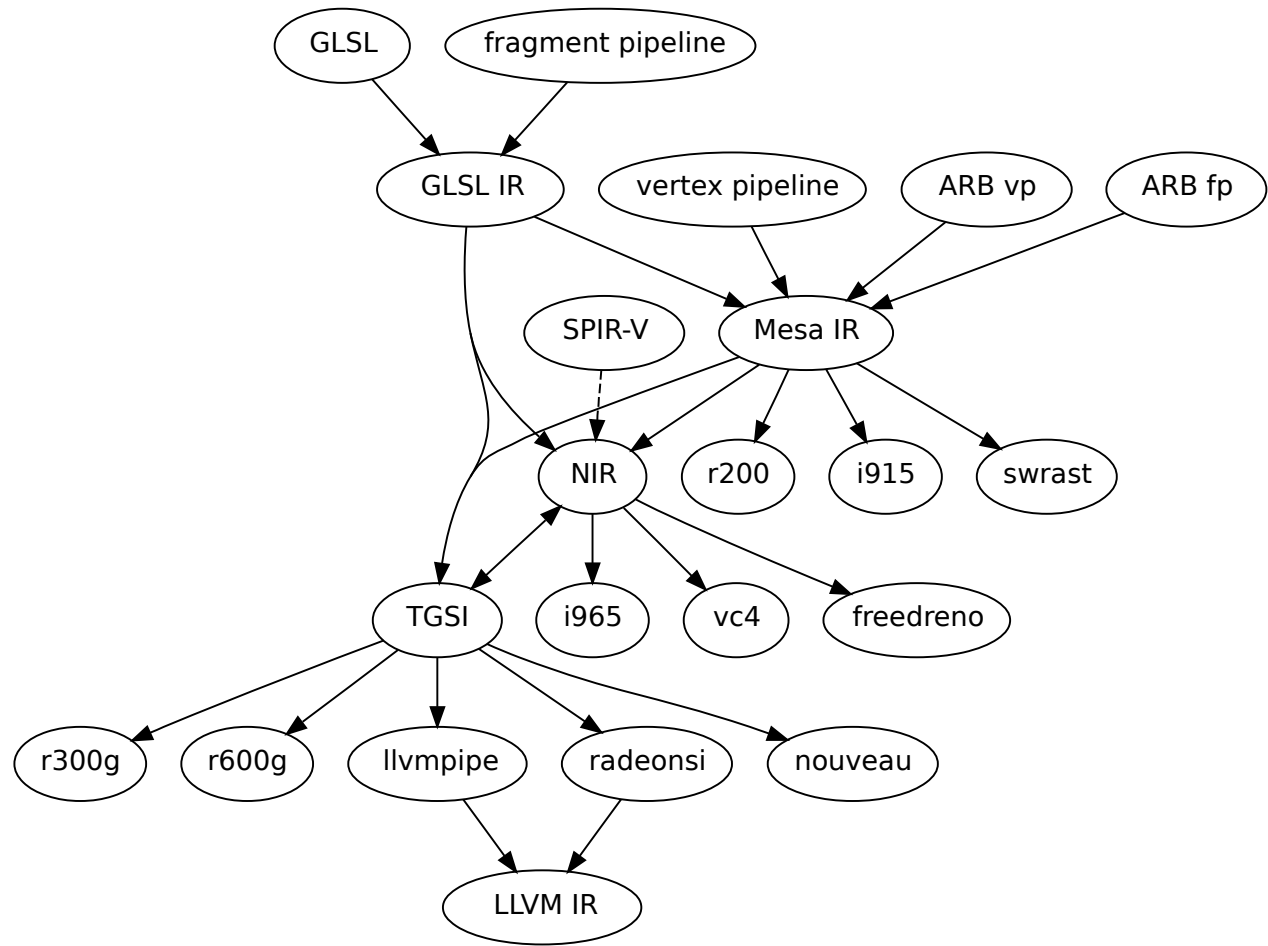 GLSL
fragment pipeline
GLSL IR
vertex pipeline
ARB vp
ARB fp
SPIR-V
Mesa IR
NIR
r200
i915
swrast
TGSI
i965
vc4
freedreno
r300g
r600g
llvmpipe
radeonsi
nouveau
LLVM IR